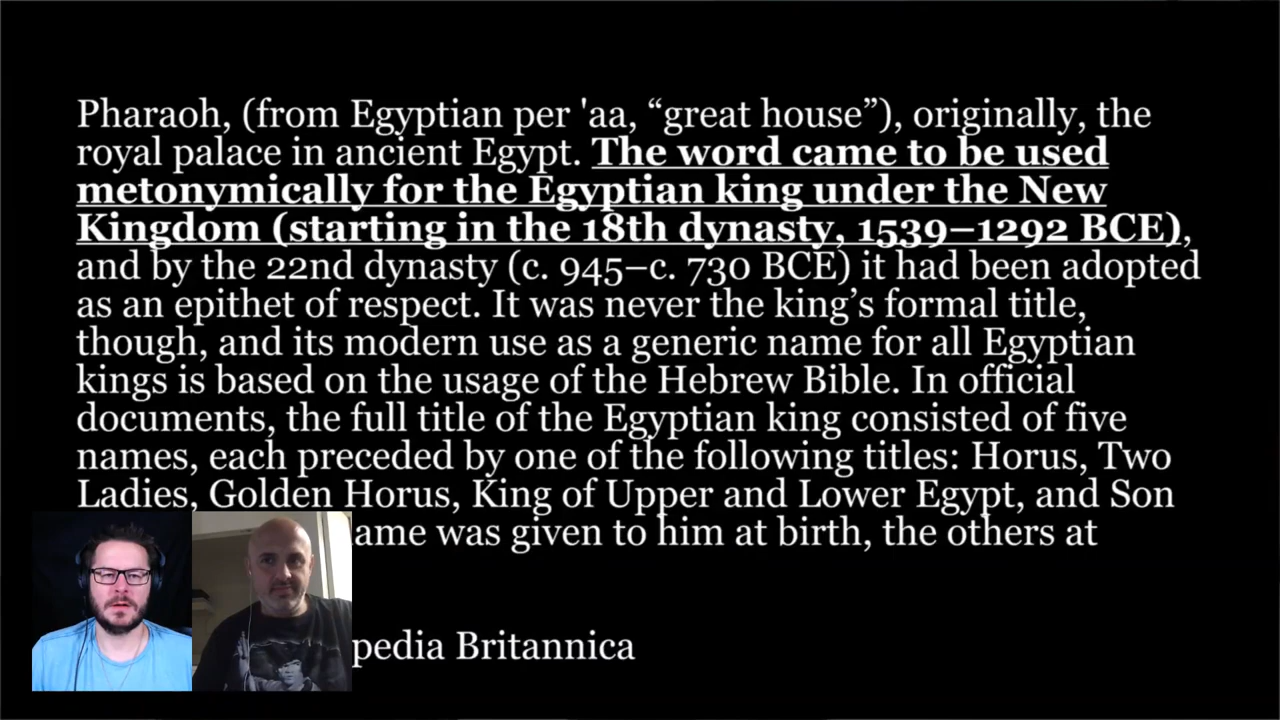 Pharaoh, (from Egyptian per 'aa, “great house”), originally, the
royal palace in ancient Egypt. The word came to be used
metonymically for the Egyptian king under the New
Kingdom (starting in the 18th dynasty, 1539–1292 BCE),
and by the 22nd dynasty (c. 945–c. 730 BCE) it had been adopted
as an epithet of respect. It was never the king’s formal title,
though, and its modern use as a generic name for all Egyptian
kings is based on the usage of the Hebrew Bible. In official
documents, the full title of the Egyptian king consisted of five
names, each preceded by one of the following titles: Horus, Two
Ladies, Golden Horus, King of Upper and Lower Egypt, and Son
ame was given to him at birth, the others at
pedia Britannica